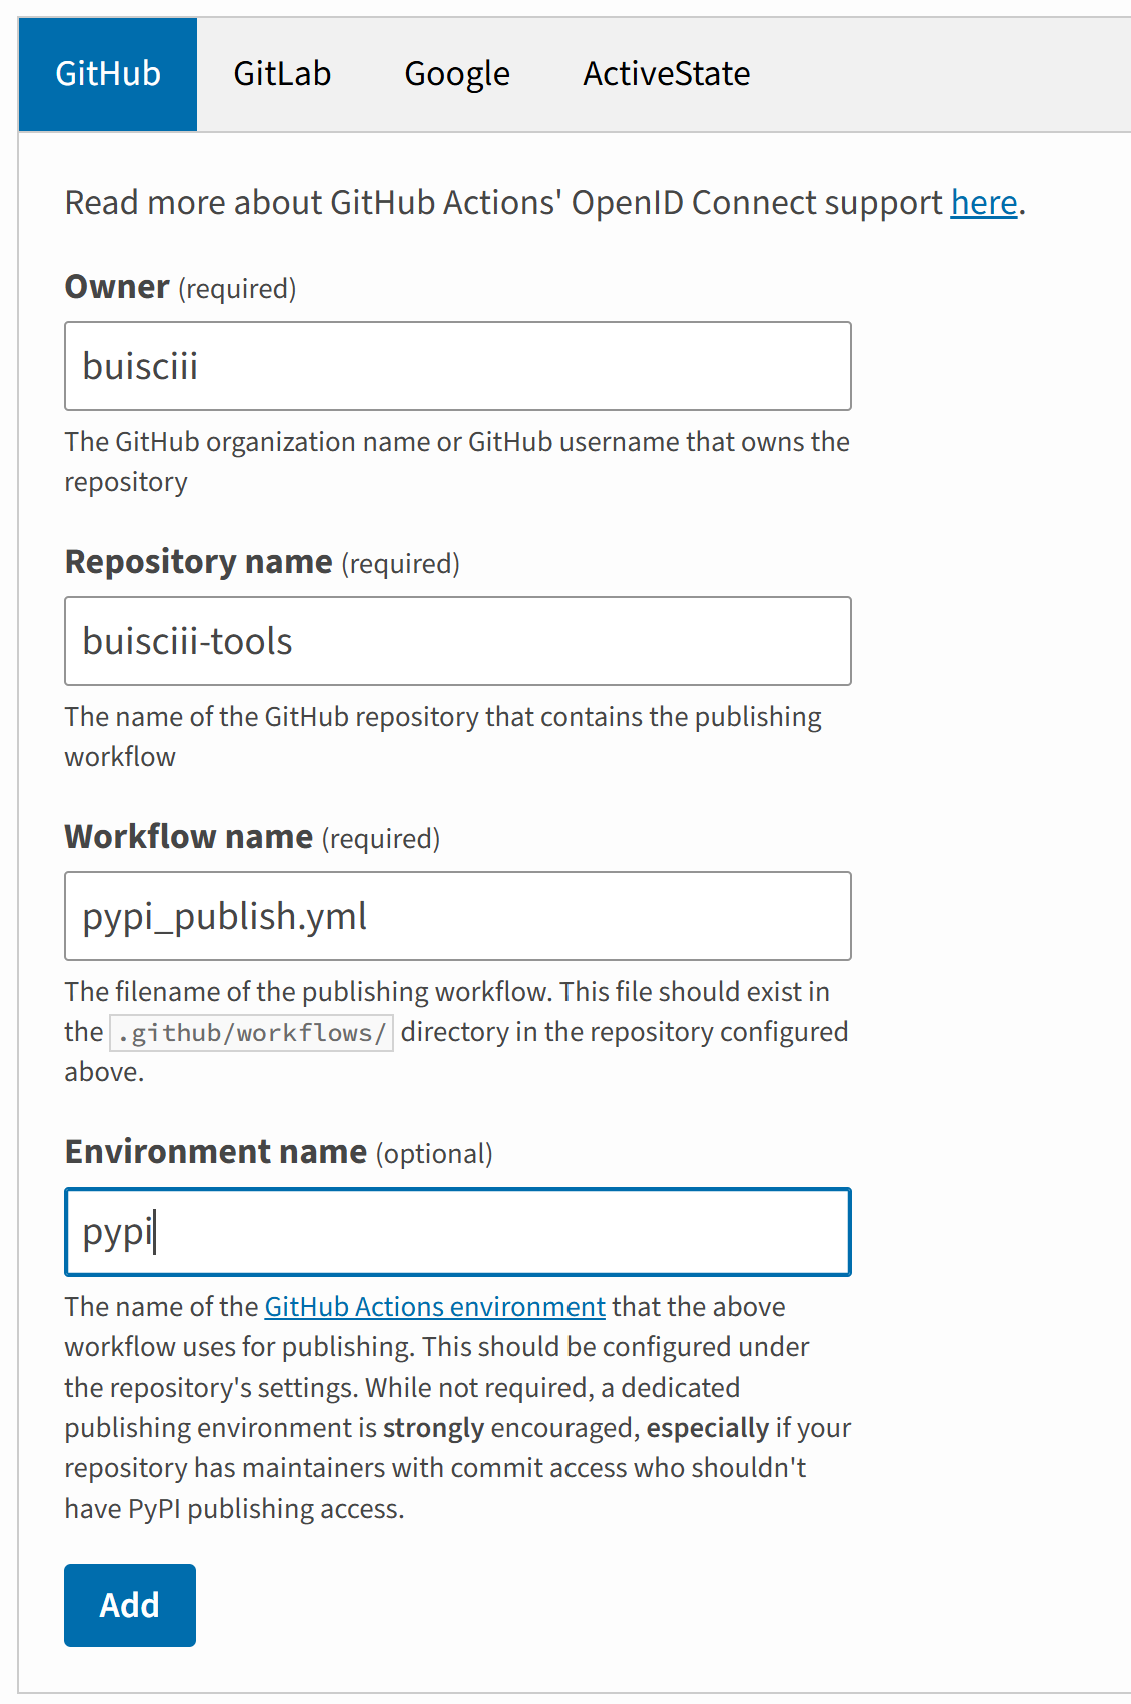 GitHub GitLab Google ActiveState
Read more about GitHub Actions' OpenID Connect support here.
Owner (required)
buisciii
The GitHub organization name or GitHub username that owns the
repository
Repository name (required)
buisciii-tools
The name of the GitHub repository that contains the publishing
workflow
Workflow name (required)
pypi_publish.yml
The filename of the publishing workflow. This file should exist in
the .github/workflows/ directory in the repository configured
above.
Environment name (optional)
pypi
The name of the GitHub Actions environment that the above
workflow uses for publishing. This should be configured under
the repository's settings. While not required, a dedicated
publishing environment is strongly encouraged, especially if your
repository has maintainers with commit access who shouldn't
have PyPI publishing access.
Add